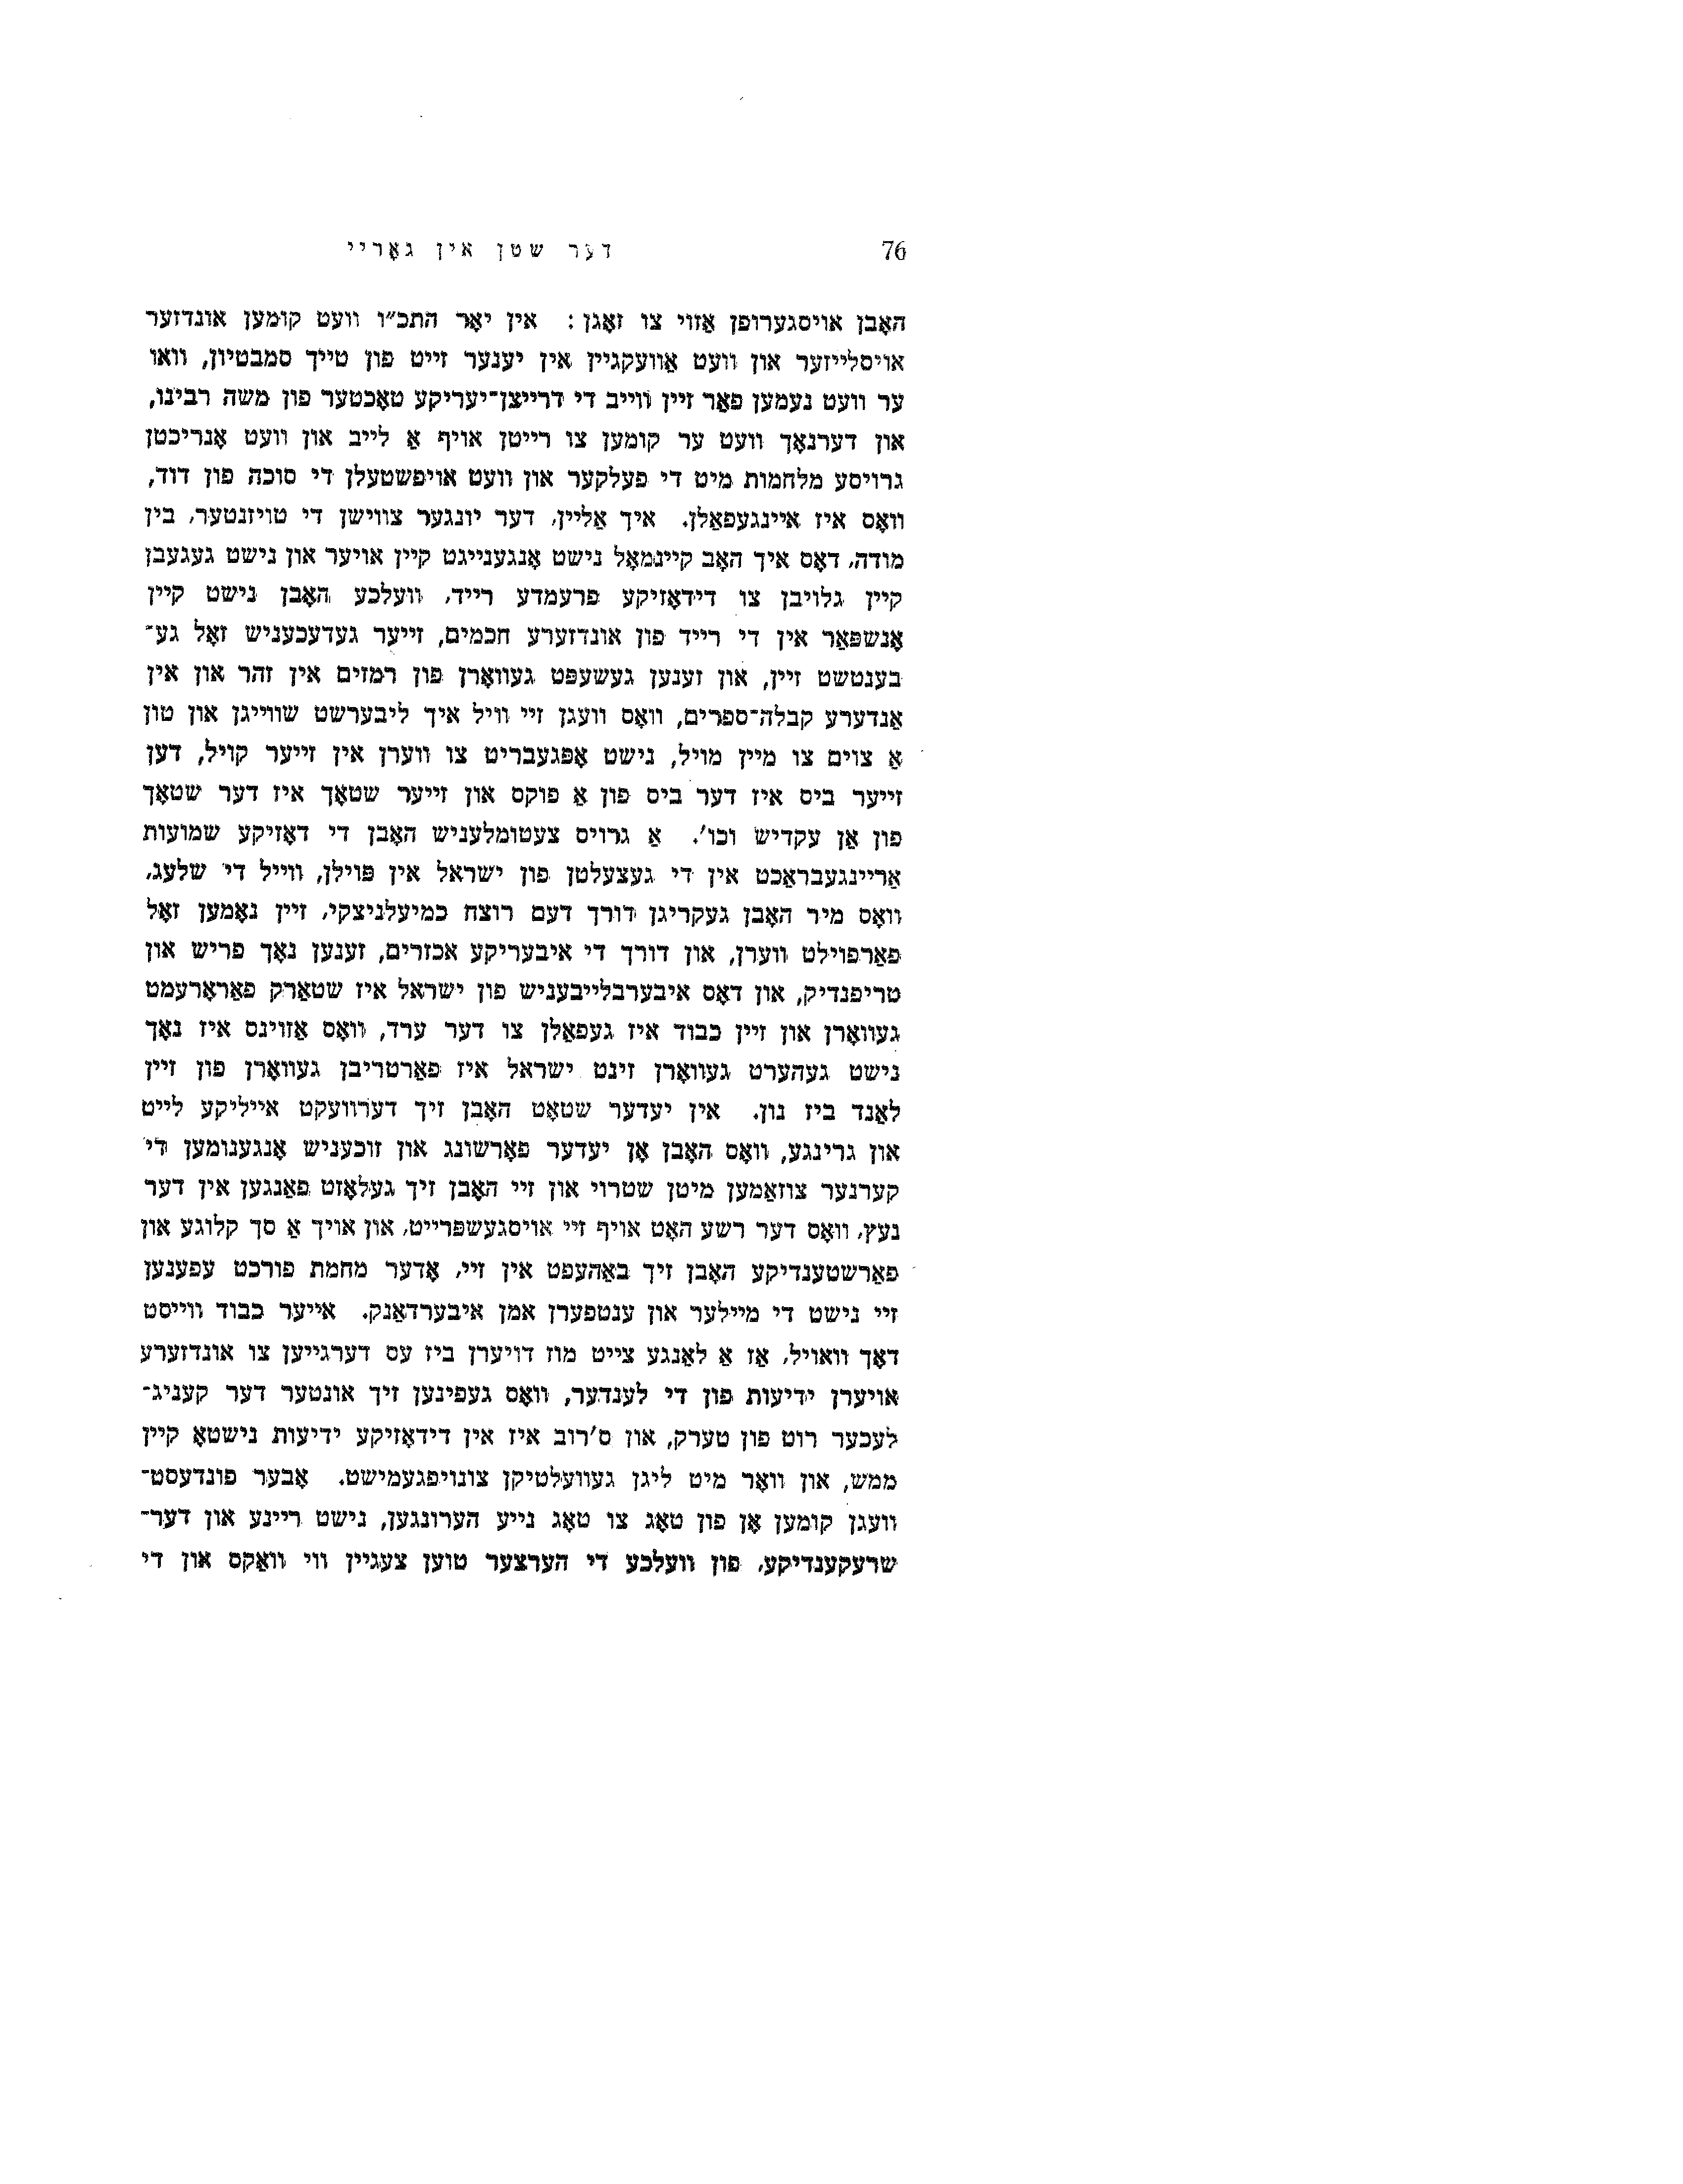 76 דער שטן אין גאָריי
האָבן אויסגערופן אַזוי צו זאָגן: אין יאָר התכ״ו וועט קומען אונדזער
אויסלייזער און וועט אַוועקגיין אין יענער זייט פון טייך סמבטיון, וואו
ער וועט נעמען פאַר זיין ווייב די דרייצן־יעריקע טאָכטער פון משה רבינו,
און דערנאָך וועט ער קומען צו רייטן אויף אַ לייב און וועט אָנריכטן
גרויסע מלחמות מיט די פעלקער און וועט אויפשטעלן די סוכה פון דוד,
וואָס איז איינגעפאַלן. איך אַליין, דער יונגער צווישן די טויזנטער, בין
מודה, דאָס איך האָב קיינמאָל נישט אָנגענייגט קיין אויער און נישט געגעבן
קיין גלויבן צו דידאָזיקע פרעמדע רייד, וועלכע האָבן נישט קיין
אָנשפּאַר אין די רייד פון אונדזערע חכמים, זייער געדעכעניש זאָל גע־
בענטשט זיין, און זענען געשעפּט געוואָרן פון רמזים אין זהר און אין
אַנדערע קבלה־ספרים, וואָס וועגן זיי וויל איך ליבערשט שווייגן און טון
אַ צוים צו מיין מויל, נישט אָפּגעבריט צו ווערן אין זייער קויל, דען
זייער ביס איז דער ביס פון אַ פוקס און זייער שטאָך איז דער שטאָך
פון אַן עקדיש וכו'. אַ גרויס צעטומלעניש האָבן די דאָזיקע שמועות
אַריינגעבראַכט אין די געצעלטן פון ישראל אין פּוילן, ווייל די שלעג,
וואָס מיר האָבן געקריגן דורך דעם רוצח כמיעלניצקי, זיין נאָמען זאָל
פאַרפוילט ווערן, און דורך די איבעריקע אכזרים, זענען נאָך פריש און
טריפנדיק, און דאָס איבערבלייבעניש פון ישראל איז שטאַרק פאַראָרעמט
געוואָרן און זיין כבוד איז געפאַלן צו דער ערד, וואָס אַזוינס איז נאָך
נישט געהערט געוואָרן זינט ישראל איז פאַרטריבן געוואָרן פון זיין
לאַנד ביז נון. אין יעדער שטאָט האָבן זיך דערוועקט אייליקע לייט
און גרינגע, וואָס האָבן אָן יעדער פאָרשונג און זוכעניש אָנגענומען די
קערנער צוזאַמען מיטן שטרוי און זיי האָבן זיך געלאָזט פאַנגען אין דער
נעץ, וואָס דער רשע האָט אויף זיי אויסגעשפּרייט, און אויך אַ סך קלוגע און
פאַרשטענדיקע האָבן זיך באַהעפט אין זיי, אָדער מחמת פורכט עפענען
זיי נישט די מיילער און ענטפערן אמן איבערדאַנק. אייער כבוד ווייסט
דאָך וואויל, אַז אַ לאַנגע צייט מוז דויערן ביז עס דערגייען צו אונדזערע
אויערן ידיעות פון די לענדער, וואָס געפינען זיך אונטער דער קעניג־
לעכער רוט פון טערק, און ס'רוב איז אין דידאָזיקע ידיעות נישטאָ קיין
ממש, און וואָר מיט ליגן געוועלטיקן צונויפגעמישט. אָבער פונדעסט־
וועגן קומען אָן פון טאָג צו טאָג נייע הערונגען, נישט ריינע און דער־
שרעקענדיקע, פון וועלכע די הערצער טוען צעגיין ווי וואַקס און די